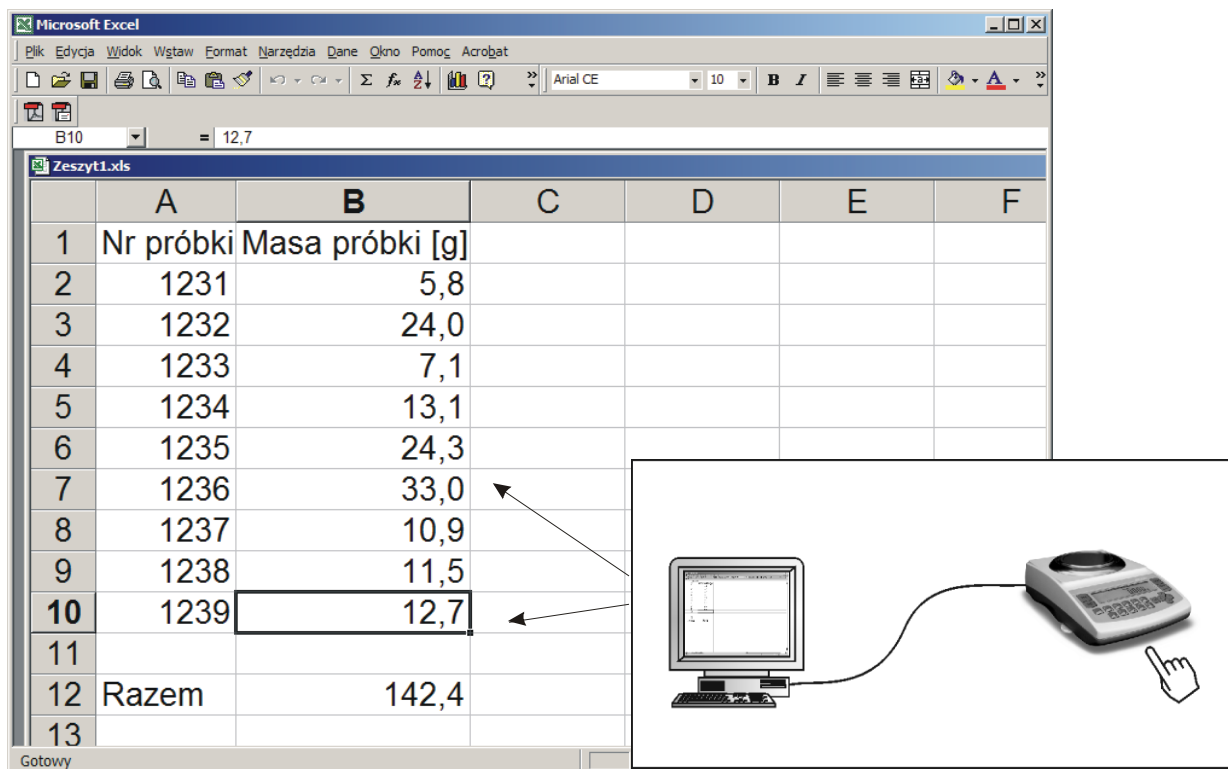 Microsoft Excel
Plik Edycja Widok Wstaw Format Narzędzia Dane Okno Pomoc Acrobat
Arial CE 10 B I
B10 = 12,7
Zeszyt1.xls
A B C D E F
1 Nr próbki Masa próbki [g]
2 1231 5,8
3 1232 24,0
4 1233 7,1
5 1234 13,1
6 1235 24,3
7 1236 33,0
8 1237 10,9
9 1238 11,5
10 1239 12,7
11
12 Razem 142,4
13
Gotowy